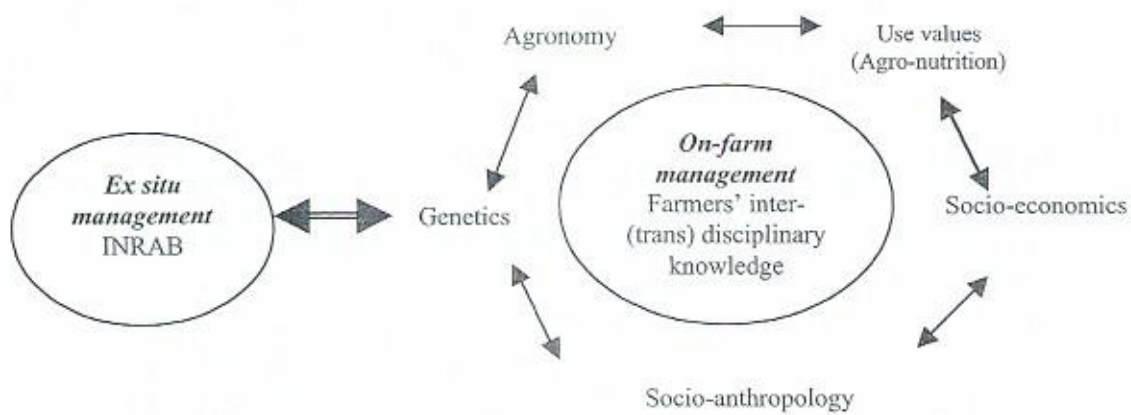 Agronomy
Use values
(Agro-nutrition)
Ex situ
management
INRAB
Genetics
On-farm
management
Farmers' inter-
(trans) disciplinary
knowledge
Socio-economics
Socio-anthropology